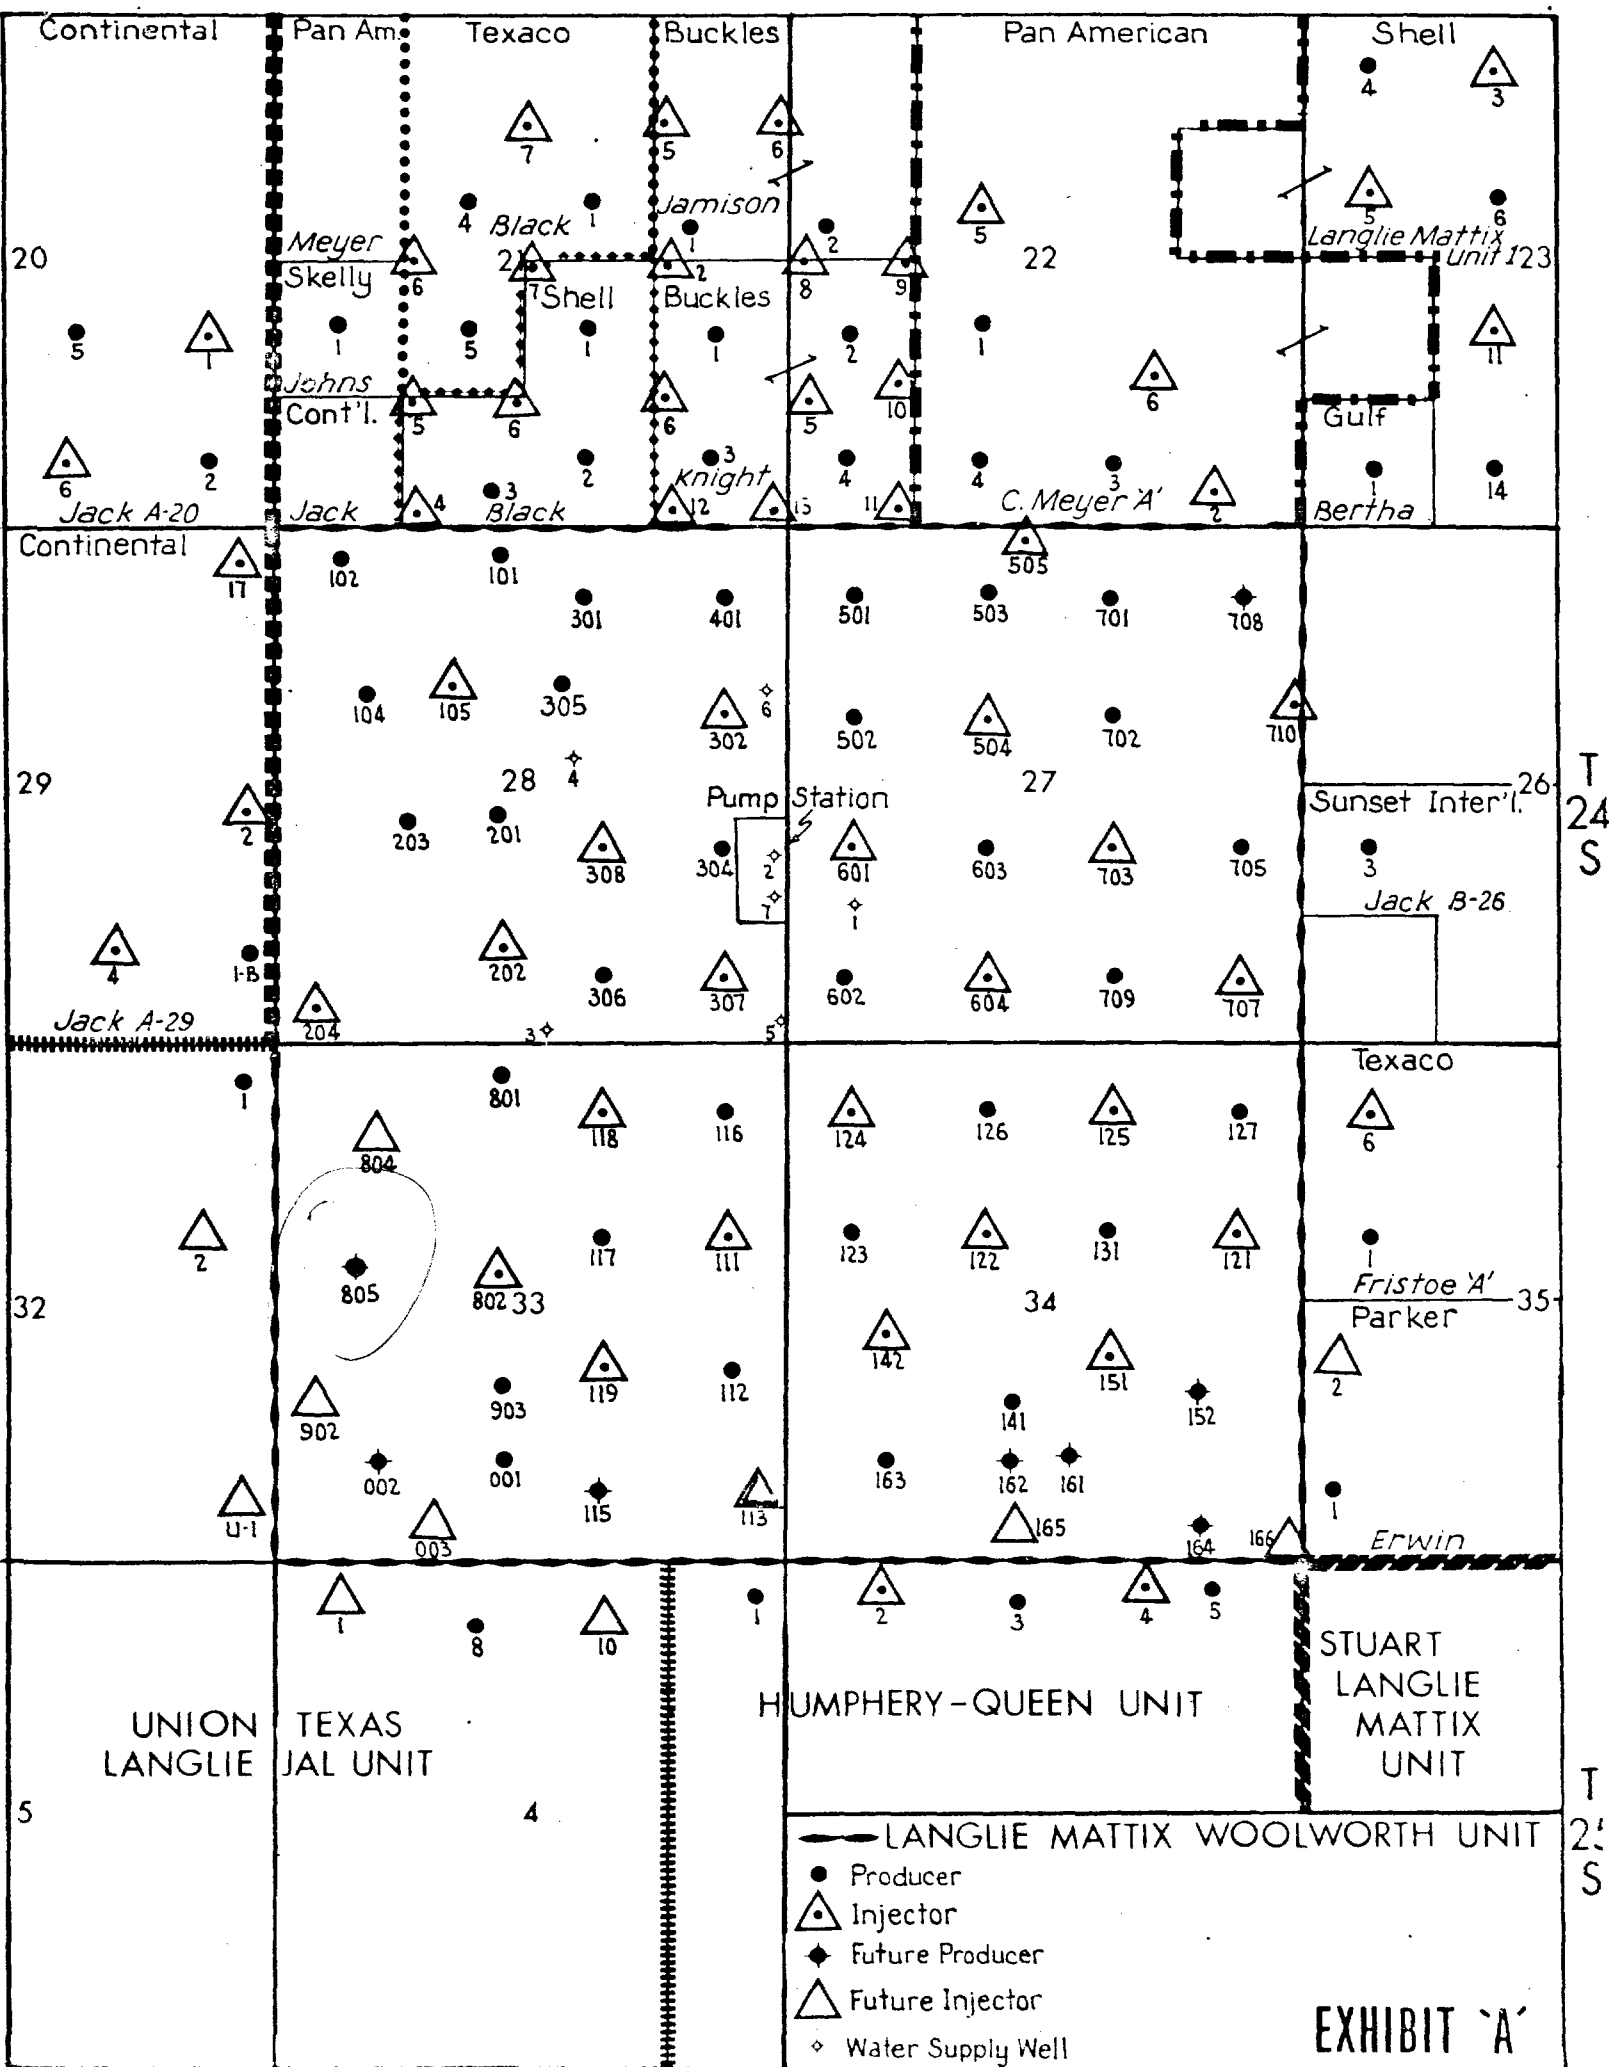 Continental Pan Am. Texaco Buckles Pan American Shell
4 3
7 5 6
Jamison
5 5 6
4 Black 1 1 2
Meyer Langlie Mattix
20 21 22 Unit 1 23
Skelly 6 7 Shell 2 8 9
Buckles
5 1 1 5 1 1 2 1 11
Johns
Cont'l. 5 6 6 5 10 6 Gulf
6 2 2 3 4 4 3 1 14
Knight
Jack A-20 Jack 4 3 Black 12 13 11 C. Meyer 'A' 2 Bertha
Continental
17 102 101 505
301 401 501 503 701 708
104 105 305 302 6 502 504 702 710
4
29 28 27 26
T
24
S
Pump Station Sunset Inter'l.
2 203 201 308 304 2 601 603 703 705 3
7 1
Jack B-26
4 1-B 202 306 307 602 604 709 707
Jack A-29 204 3 5
Texaco
1 801
804 118 116 124 126 125 127 6
2 117 111 123 122 131 121 1
805 802
Fristoe 'A'
32 33 34 35
Parker
142
902 903 119 112 151 2
141 152
002 001 115 113 163 162 161
U-1 003 165 164 166 1
Erwin
1 8 10 1 2 3 4 5
UNION TEXAS
LANGLIE JAL UNIT
HUMPHERY-QUEEN UNIT
STUART
LANGLIE
MATTIX
UNIT
5 4
T
S
LANGLIE MATTIX WOOLWORTH UNIT
Producer
Injector
Future Producer
Future Injector
Water Supply Well
EXHIBIT 'A'